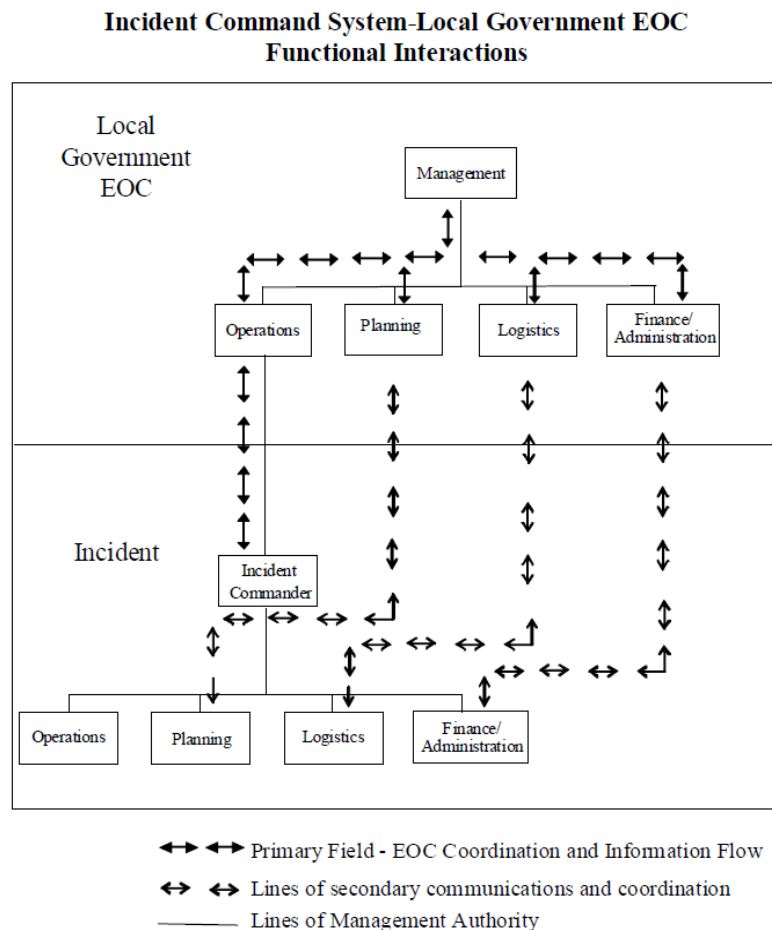 Incident Command System-Local Government EOC
Functional Interactions
Local
Government
EOC
Management
Operations
Planning
Logistics
Finance/
Administration
Incident
Incident
Commander
Operations
Planning
Logistics
Finance/
Administration
Primary Field - EOC Coordination and Information Flow
Lines of secondary communications and coordination
Lines of Management Authority